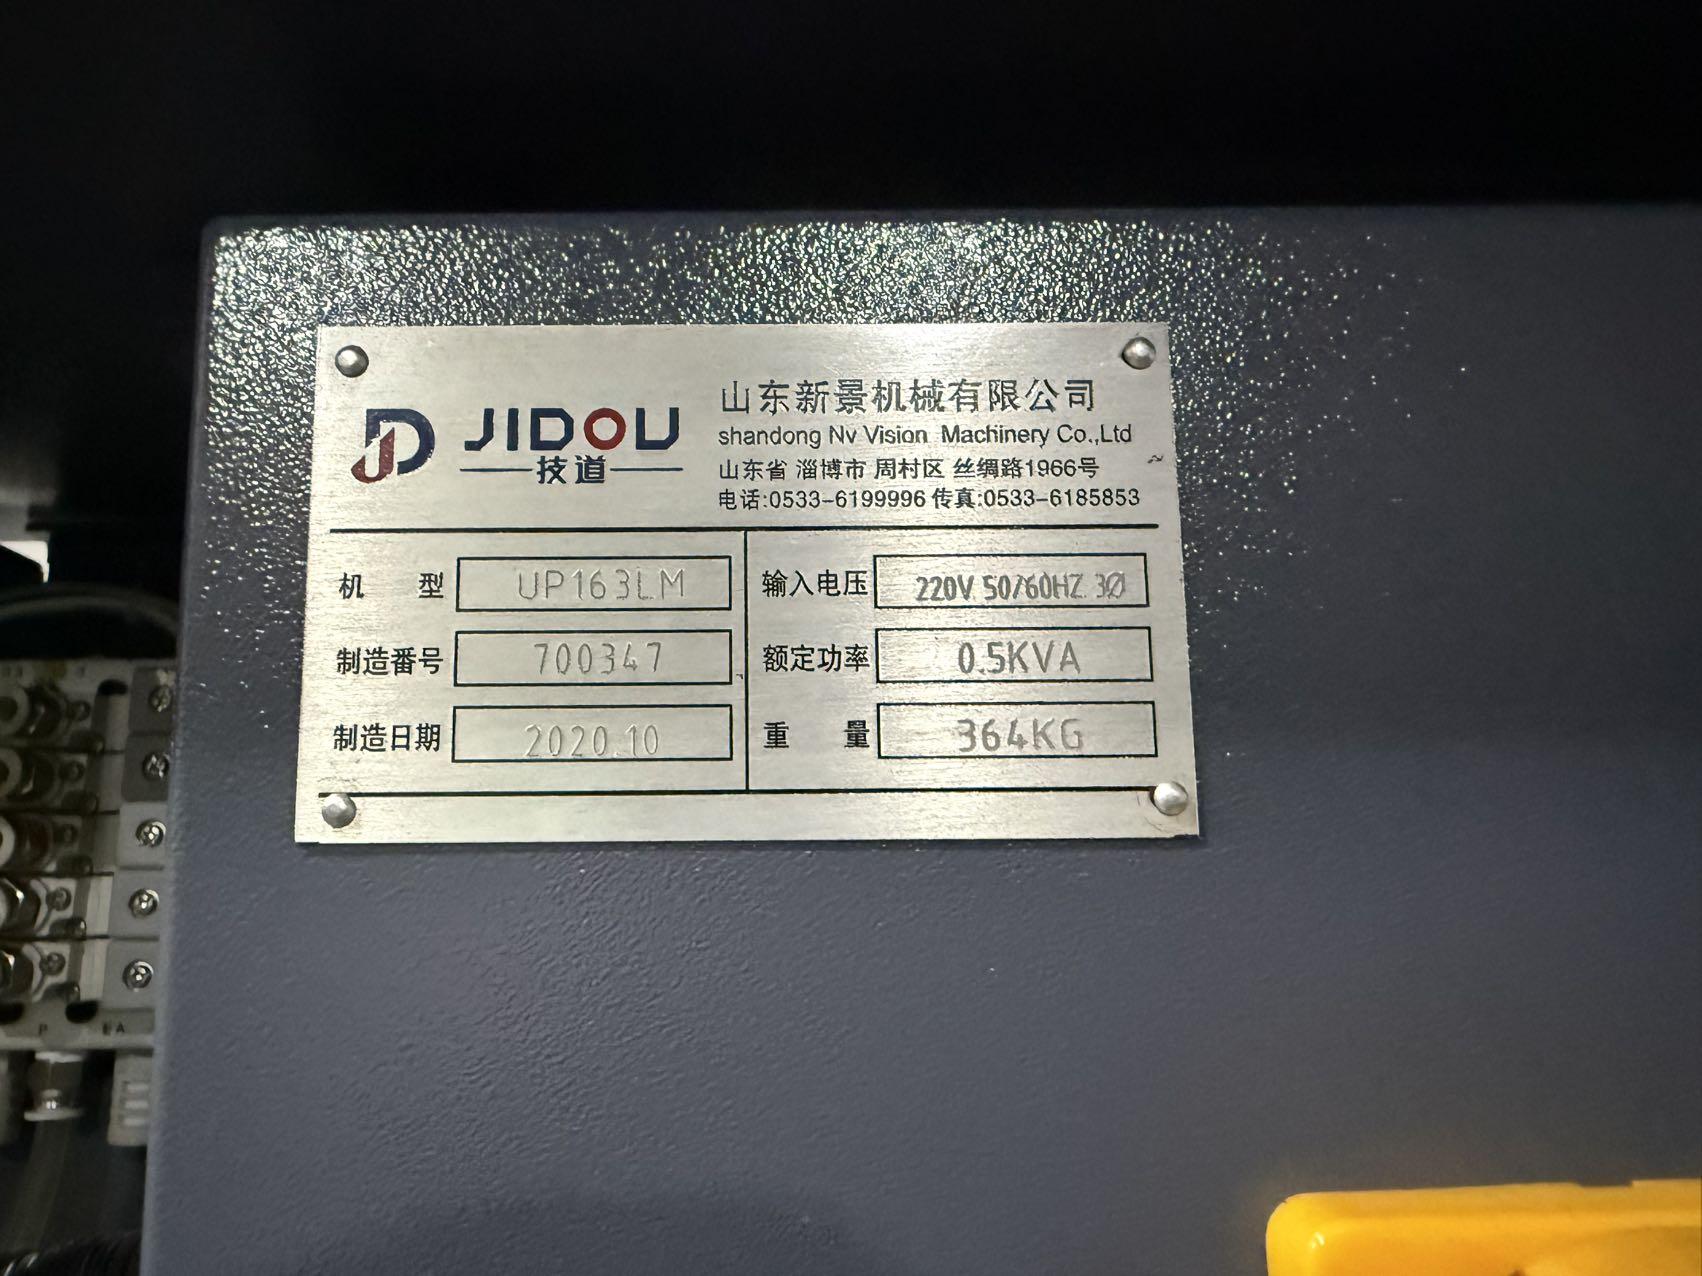 JIDOU
技道
山东新景机械有限公司
shandong Nv Vision Machinery Co.,Ltd
山东省 淄博市 周村区 丝绸路1966号
电话:0533-6199996 传真:0533-6185853
机 型 UP163LM
制造番号 700347
制造日期 2020.10
输入电压 220V 50/60HZ 3Ø
额定功率 0.5KVA
重 量 364KG
P EA